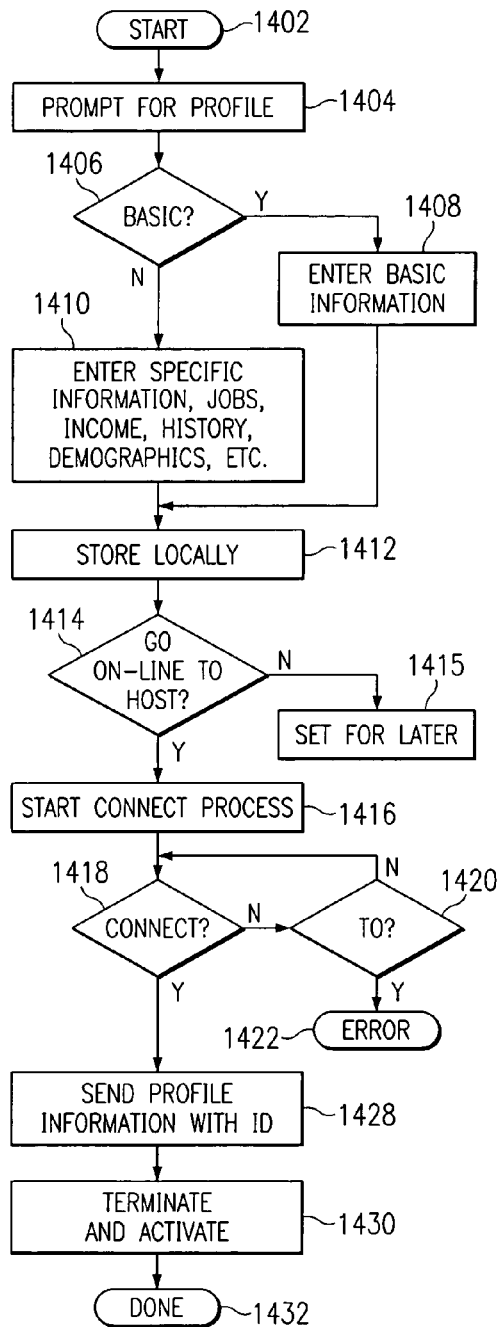 START
1402
PROMPT FOR PROFILE
1404
1406
BASIC?
Y
N
1408
ENTER BASIC
INFORMATION
1410
ENTER SPECIFIC
INFORMATION, JOBS,
INCOME, HISTORY,
DEMOGRAPHICS, ETC.
STORE LOCALLY
1412
1414
GO
ON-LINE TO
HOST?
N
Y
1415
SET FOR LATER
START CONNECT PROCESS
1416
1418
CONNECT?
N
Y
TO?
N
1420
Y
1422
ERROR
SEND PROFILE
INFORMATION WITH ID
1428
TERMINATE
AND ACTIVATE
1430
DONE
1432